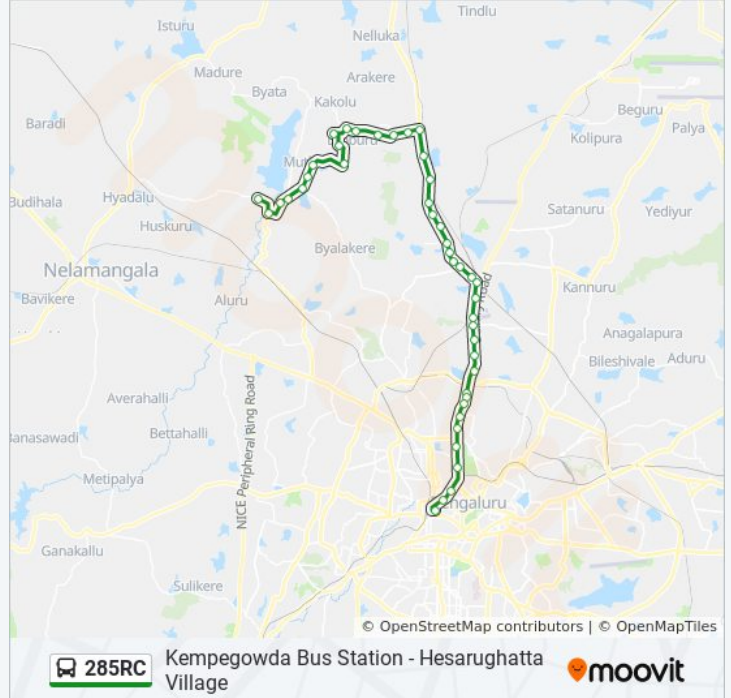 Tindlu
Isturu
Nelluka
Madure
Arakere
Byata
Kakolu
Beguru
Baradi
Palya
Kolipura
Budihala
Hyadalu
Satanuru
Yediyur
Huskuru
Byalakere
Nelamangala
Kannuru
Bavikere
Aluru
Anagalapura
Bileshivale
Aduru
Averahalli
NICE Peripheral Ring Road
Banasawadi
Bettahalli
Metipalya
Ganakallu
Sulikere
© OpenStreetMap contributors | © OpenMapTiles
285RC
Kempegowda Bus Station - Hesarughatta
Village
moovit